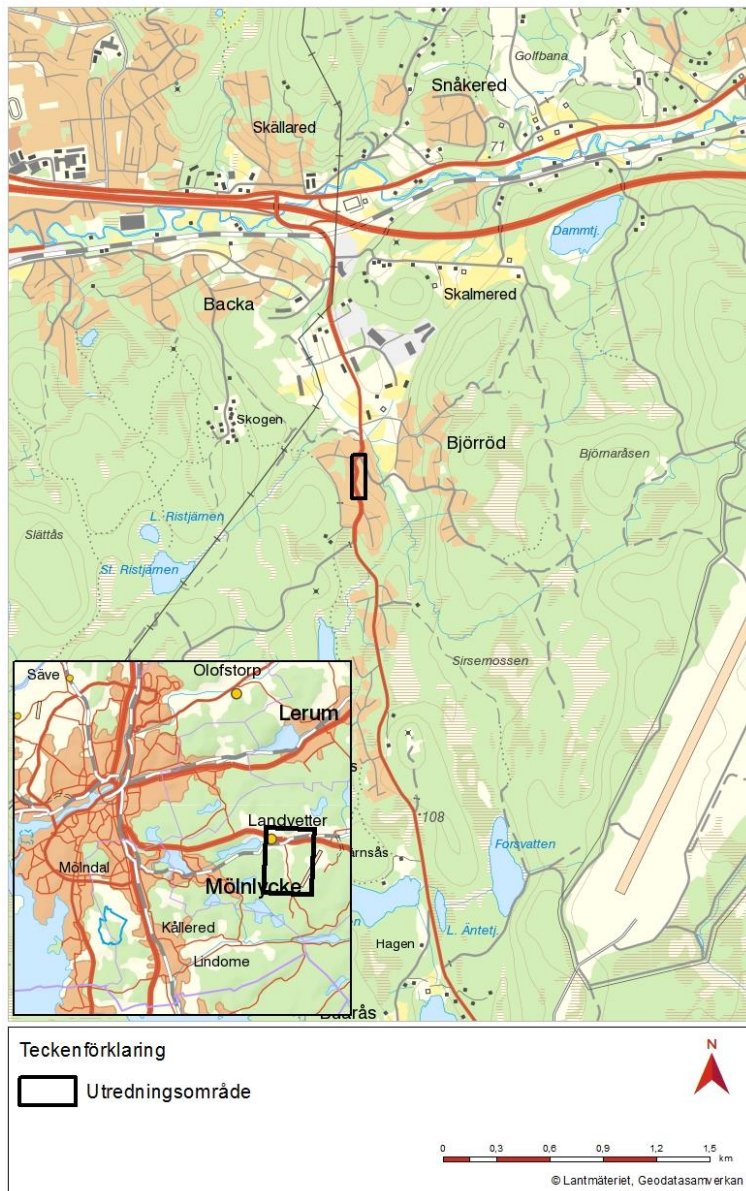 Golfbana
Snåkered
Skällared
71
Dammtj.
Skalmered
Backa
Skogen
Björröd
Björnaråsen
L. Ristjärnen
Slättås
St. Ristjärnen
Sirsemossen
108
Forsvatten
L. Äntetj.
Hagen
Säve
Olofstorp
Lerum
Landvetter
Mölndal
Mölnlycke
Kållered
Lindome
Teckenförklaring
Utredningsområde
N
0 0,3 0,6 0,9 1,2 1,5
km
© Lantmäteriet, Geodatasamverkan